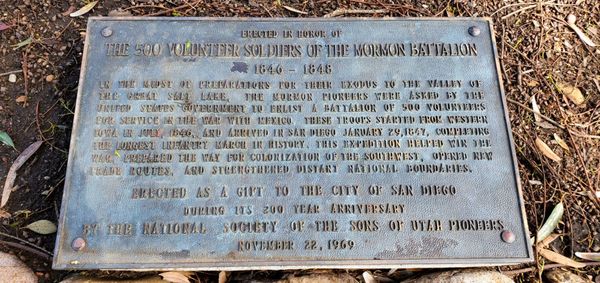 ERECTED IN HONOR OF
THE 500 VOLUNTEER SOLDIERS OF THE MORMON BATTALION
1846 – 1848
IN THE MIDST OF PREPARATIONS FOR THEIR EXODUS TO THE VALLEY OF
THE GREAT SALT LAKE, THE MORMON PIONEERS WERE ASKED BY THE
UNITED STATES GOVERNMENT TO ENLIST A BATTALION OF 500 VOLUNTEERS
FOR SERVICE IN THE WAR WITH MEXICO. THESE TROOPS STARTED FROM WESTERN
IOWA IN JULY, 1846, AND ARRIVED IN SAN DIEGO JANUARY 29, 1847, COMPLETING
THE LONGEST INFANTRY MARCH IN HISTORY. THIS EXPEDITION HELPED WIN THE
WAR, PREPARED THE WAY FOR COLONIZATION OF THE SOUTHWEST, OPENED NEW
TRADE ROUTES, AND STRENGTHENED DISTANT NATIONAL BOUNDARIES.
ERECTED AS A GIFT TO THE CITY OF SAN DIEGO
DURING ITS 200 YEAR ANNIVERSARY
BY THE NATIONAL SOCIETY OF THE SONS OF UTAH PIONEERS
NOVEMBER 22, 1969